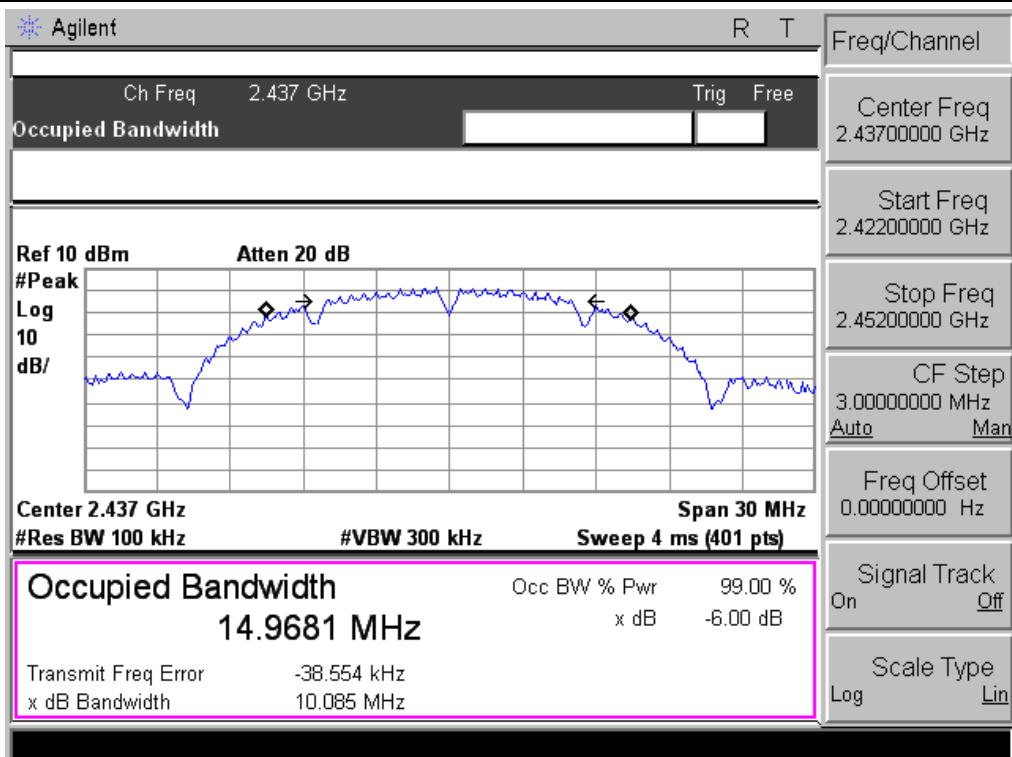 Agilent R T
Ch Freq 2.437 GHz Trig Free
Occupied Bandwidth
Ref 10 dBm Atten 20 dB
#Peak
Log
10
dB/
Center 2.437 GHz Span 30 MHz
#Res BW 100 kHz #VBW 300 kHz Sweep 4 ms (401 pts)
Occupied Bandwidth
14.9681 MHz
Occ BW % Pwr 99.00 %
x dB -6.00 dB
Transmit Freq Error -38.554 kHz
x dB Bandwidth 10.085 MHz
Freq/Channel
Center Freq
2.43700000 GHz
Start Freq
2.42200000 GHz
Stop Freq
2.45200000 GHz
CF Step
3.00000000 MHz
Auto Man
Freq Offset
0.00000000 Hz
Signal Track
On Off
Scale Type
Log Lin